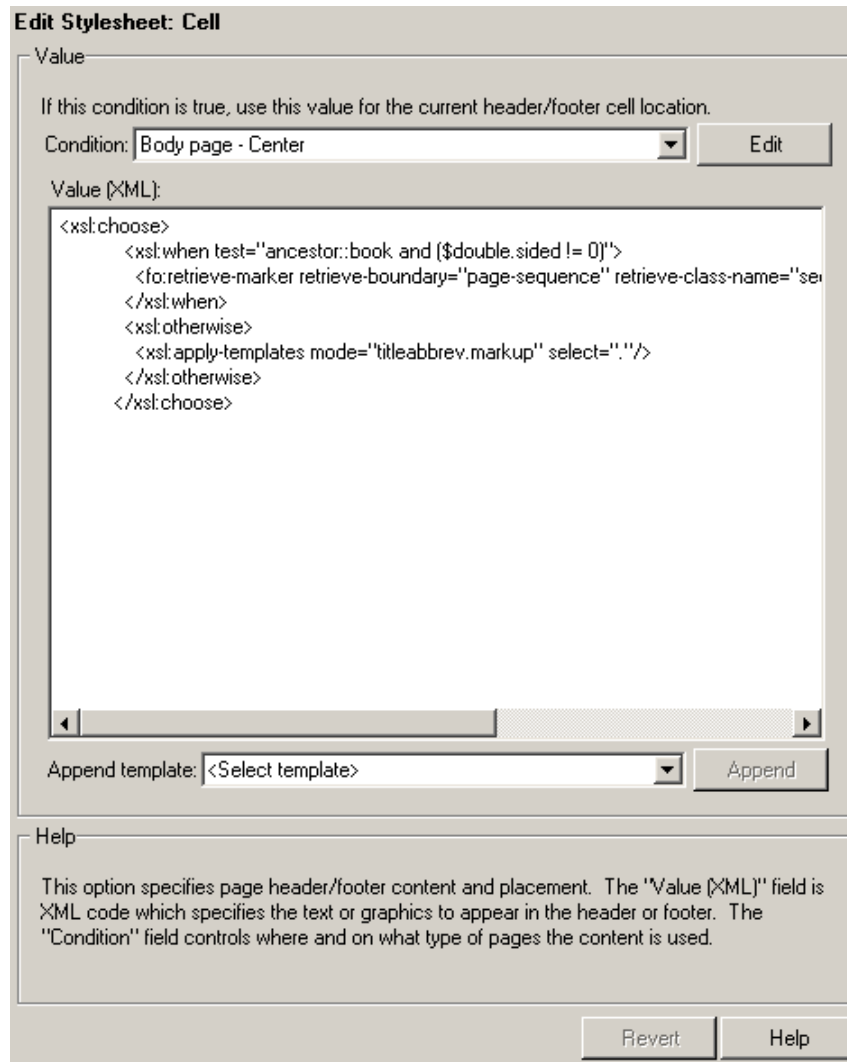 Edit Stylesheet: Cell
Value
If this condition is true, use this value for the current header/footer cell location.
Condition: Body page - Center Edit
Value (XML):
<xsl:choose>
<xsl:when test="ancestor::book and ($double.sided != 0)">
<fo:retrieve-marker retrieve-boundary="page-sequence" retrieve-class-name="sec
</xsl:when>
<xsl:otherwise>
<xsl:apply-templates mode="titleabbrev.markup" select="."/>
</xsl:otherwise>
</xsl:choose>
Append template: <Select template> Append
Help
This option specifies page header/footer content and placement. The "Value (XML)" field is
XML code which specifies the text or graphics to appear in the header or footer. The
"Condition" field controls where and on what type of pages the content is used.
Revert Help